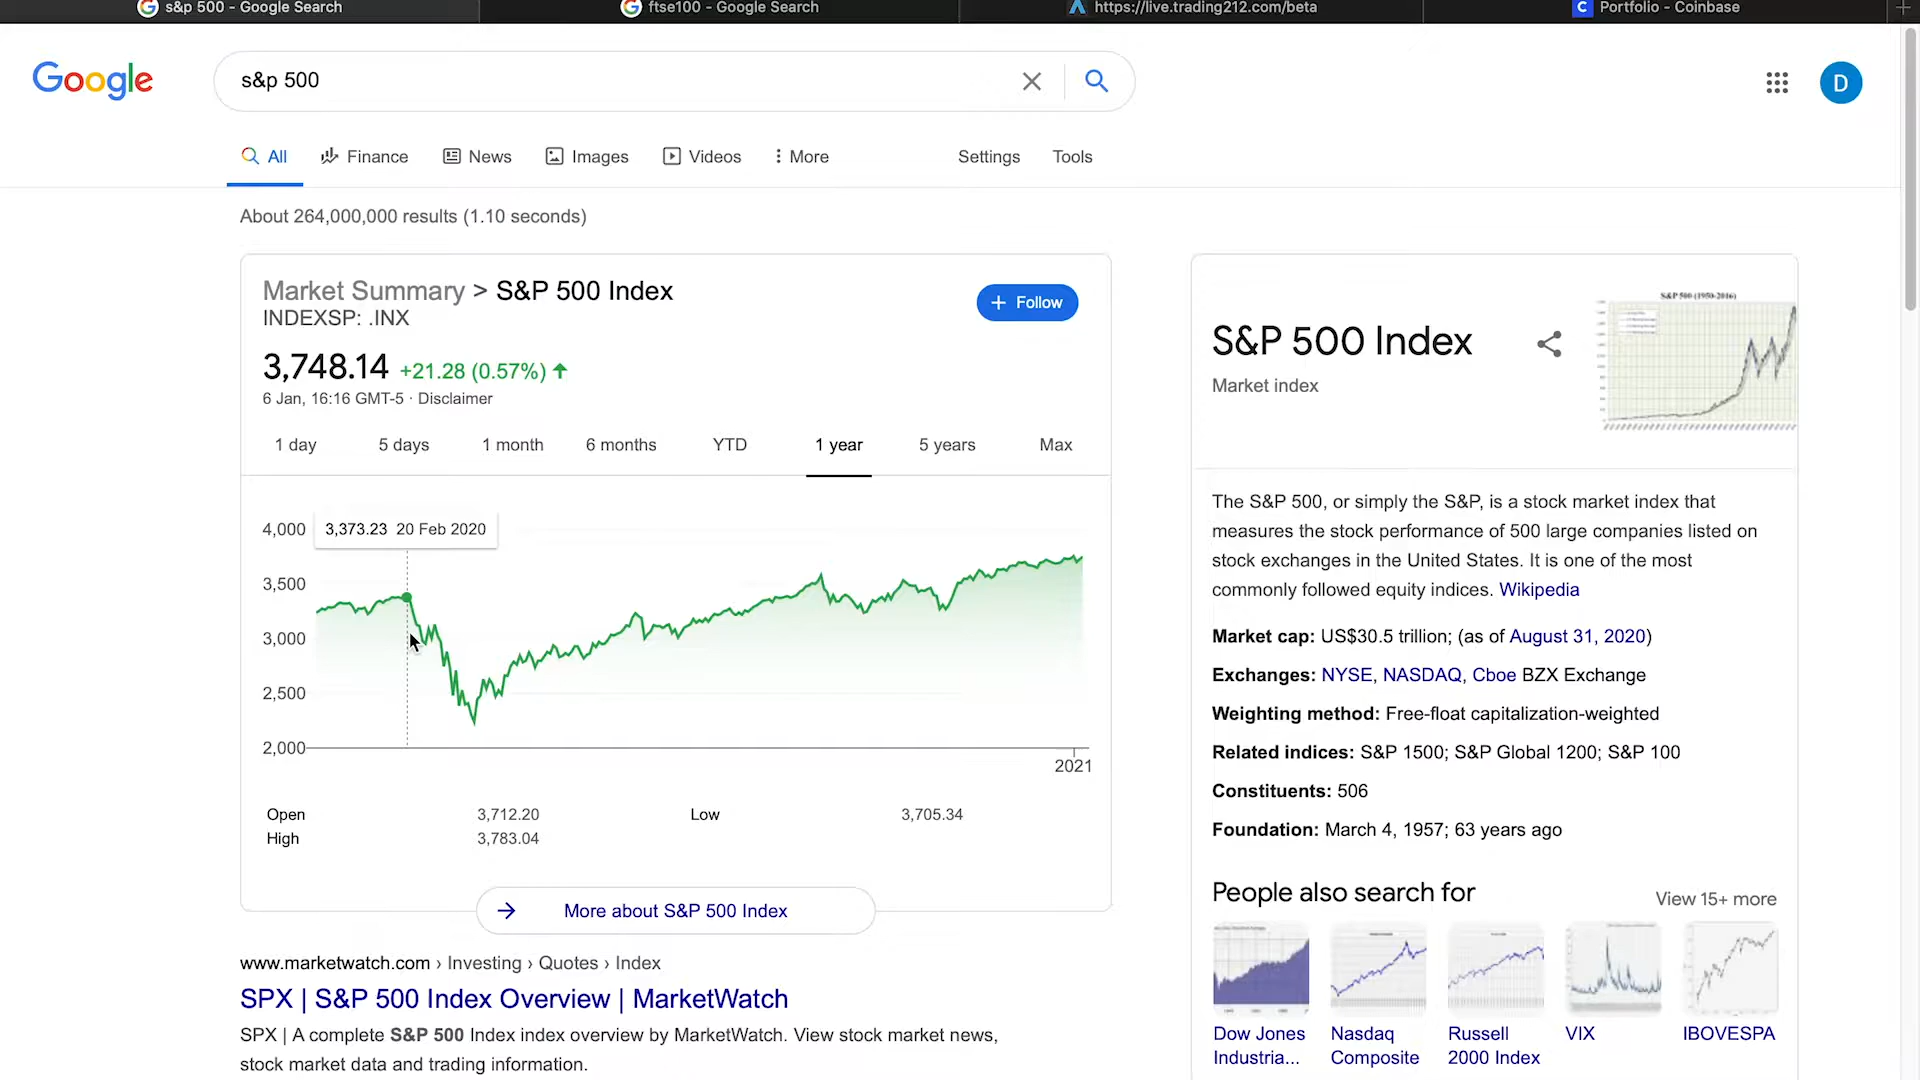 s&p 500 - Google Search
ftse100 - Google Search
https://live.trading212.com/beta
C Portfolio - Coinbase
Google
s&p 500
D
All
Finance
News
Images
Videos
More
Settings
Tools
About 264,000,000 results (1.10 seconds)
Market Summary > S&P 500 Index
INDEXSP: .INX
+ Follow
3,748.14 +21.28 (0.57%)
6 Jan, 16:16 GMT-5 · Disclaimer
1 day
5 days
1 month
6 months
YTD
1 year
5 years
Max
4,000
3,373.23 20 Feb 2020
3,500
3,000
2,500
2,000
2021
Open 3,712.20 Low 3,705.34
High 3,783.04
More about S&P 500 Index
www.marketwatch.com › Investing › Quotes › Index
SPX | S&P 500 Index Overview | MarketWatch
SPX | A complete S&P 500 Index index overview by MarketWatch. View stock market news,
stock market data and trading information.
S&P 500 Index
Market index
S&P 500 (1950-2016)
The S&P 500, or simply the S&P, is a stock market index that
measures the stock performance of 500 large companies listed on
stock exchanges in the United States. It is one of the most
commonly followed equity indices. Wikipedia
Market cap: US$30.5 trillion; (as of August 31, 2020)
Exchanges: NYSE, NASDAQ, Cboe BZX Exchange
Weighting method: Free-float capitalization-weighted
Related indices: S&P 1500; S&P Global 1200; S&P 100
Constituents: 506
Foundation: March 4, 1957; 63 years ago
People also search for
View 15+ more
Dow Jones
Industria...
Nasdaq
Composite
Russell
2000 Index
VIX
IBOVESPA